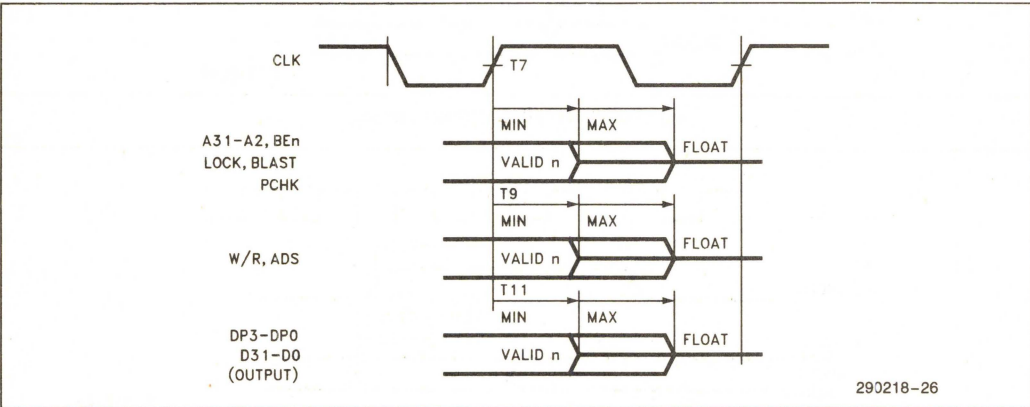 CLK
T7
MIN MAX
A31-A2, BEn
LOCK, BLAST
PCHK
VALID n
FLOAT
T9
MIN MAX
W/R, ADS
VALID n
FLOAT
T11
MIN MAX
DP3-DP0
D31-D0
(OUTPUT)
VALID n
FLOAT
290218-26